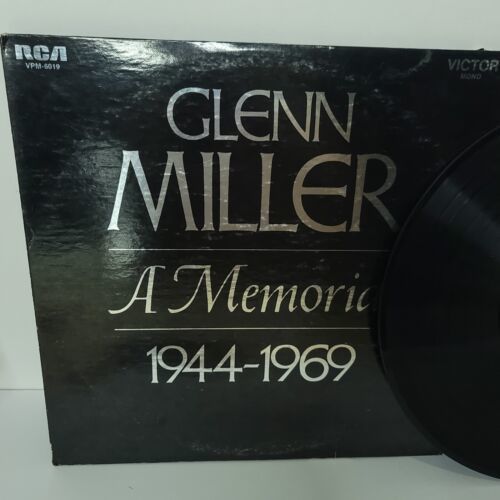 RCA
VPM-6019
VICTOR
MONO
GLENN
MILLER
A Memoria
1944-1969